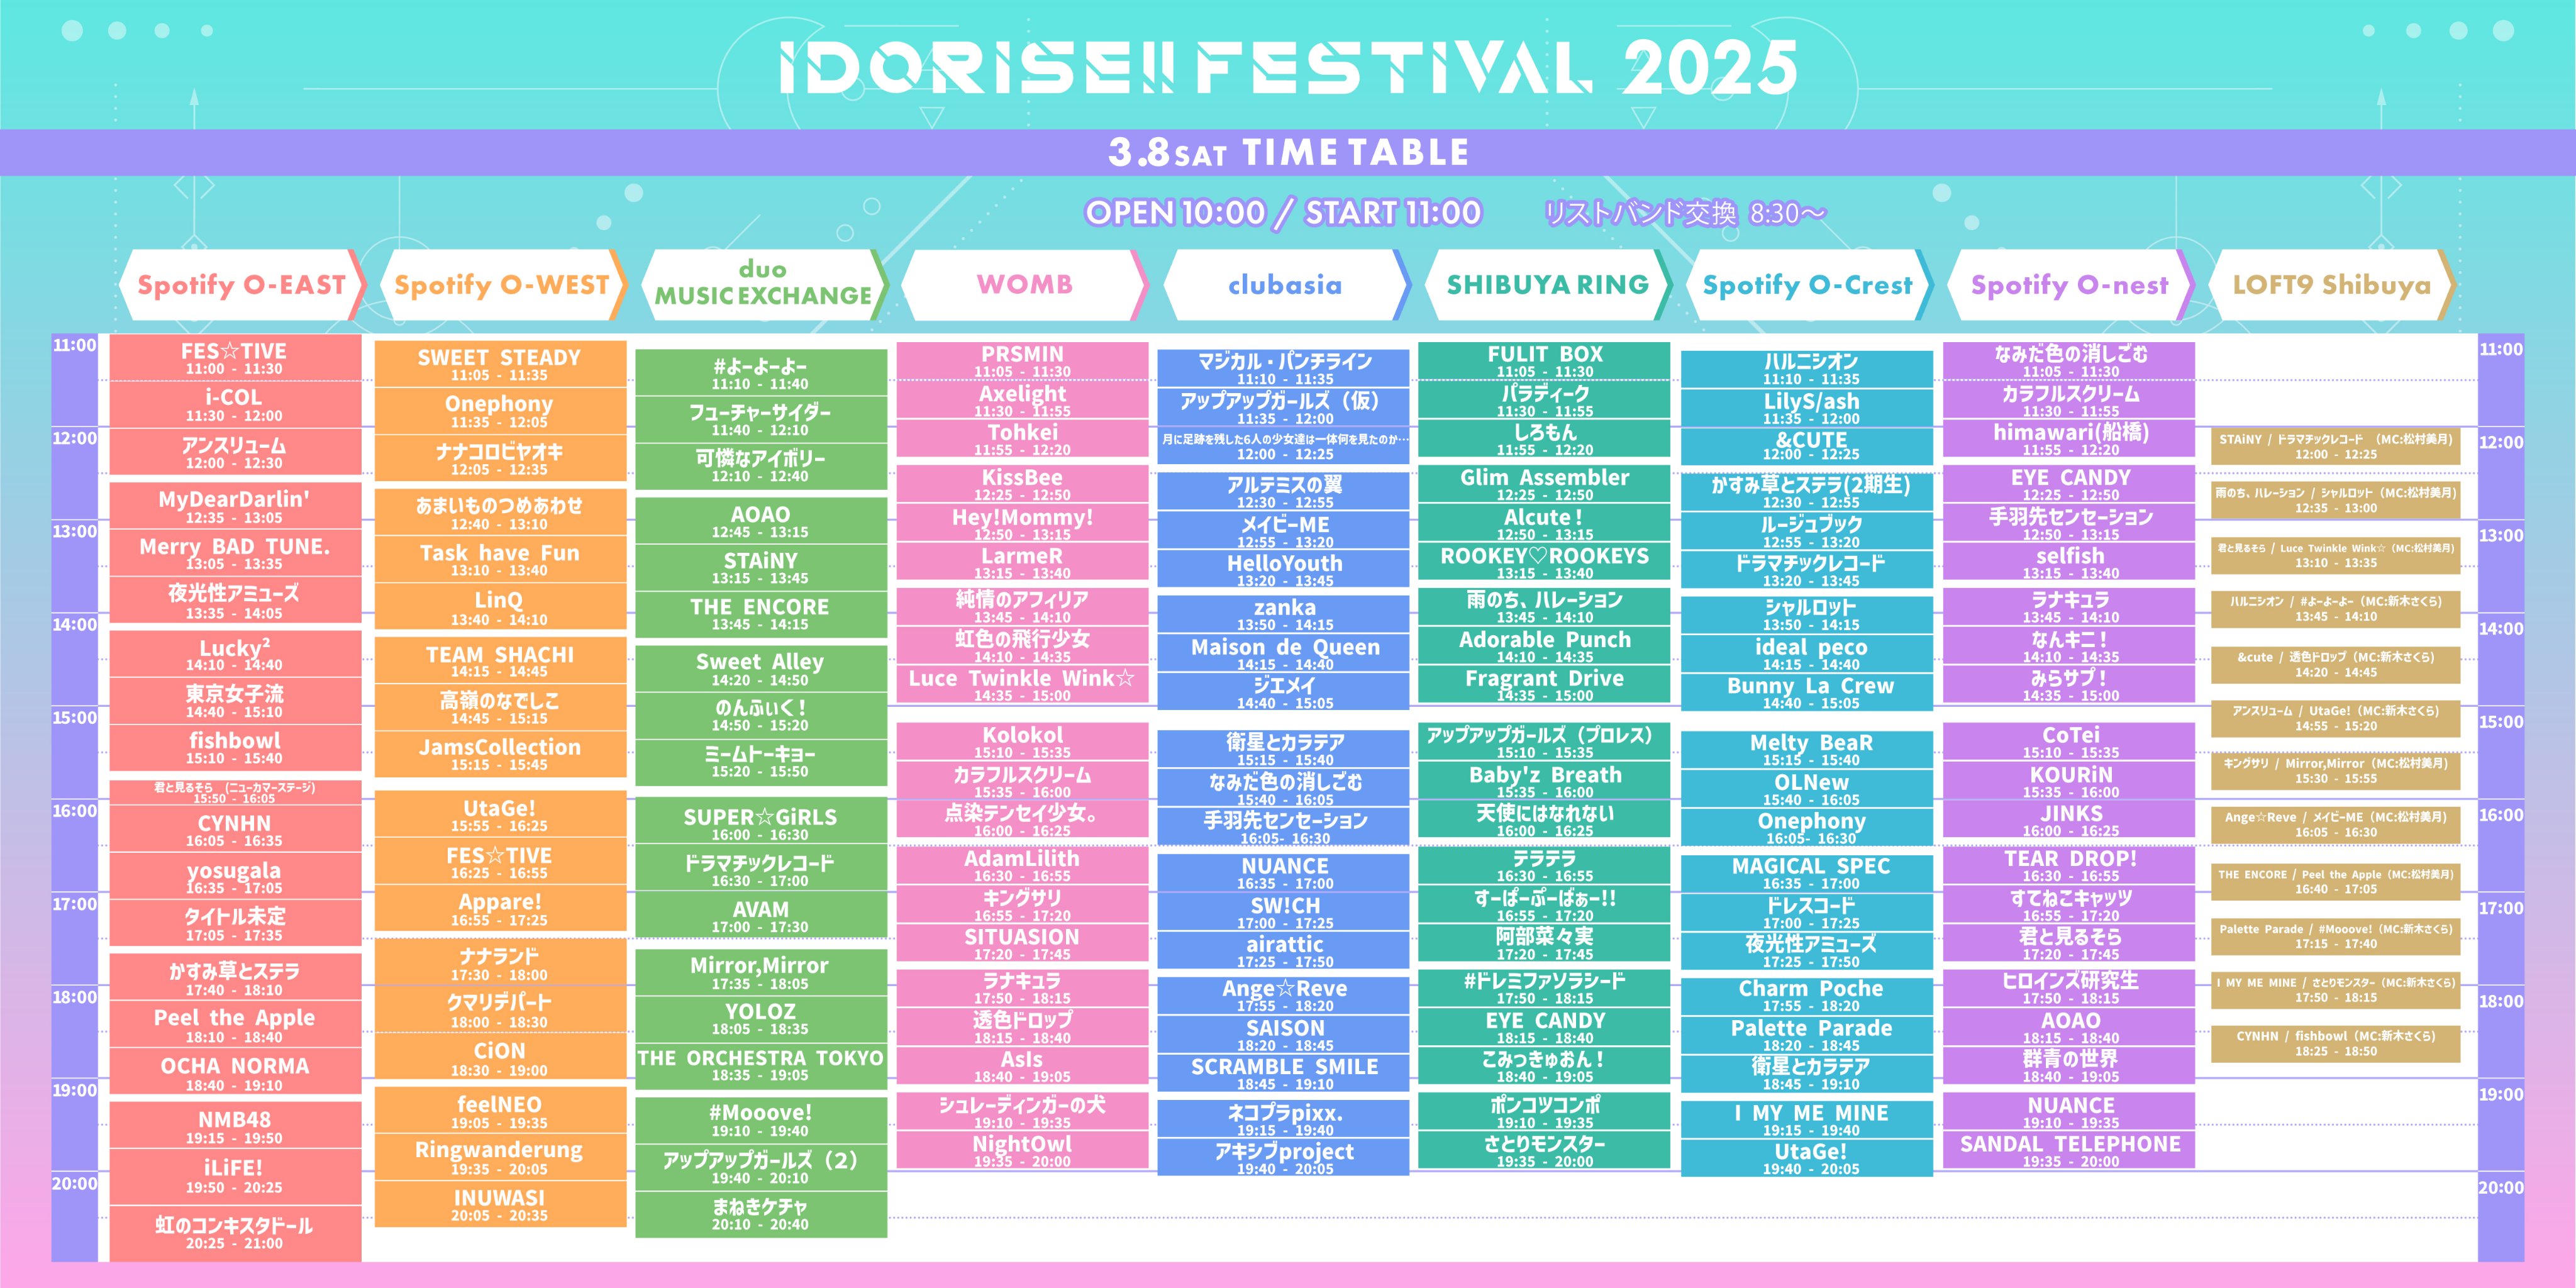 IDORISE!! FESTIVAL 2025
3.8 SAT TIME TABLE
OPEN 10:00 / START 11:00 リストバンド交換 8:30～
Spotify O-EAST
FES☆TIVE
11:00 - 11:30
i-COL
11:30 - 12:00
アンスリューム
12:00 - 12:30
MyDearDarlin'
12:35 - 13:05
Merry BAD TUNE.
13:05 - 13:35
夜光性アミューズ
13:35 - 14:05
Lucky²
14:10 - 14:40
東京女子流
14:40 - 15:10
fishbowl
15:10 - 15:40
君と見るそら (ニューカマーステージ)
15:50 - 16:05
CYNHN
16:05 - 16:35
yosugala
16:35 - 17:05
タイトル未定
17:05 - 17:35
かすみ草とステラ
17:40 - 18:10
Peel the Apple
18:10 - 18:40
OCHA NORMA
18:40 - 19:10
NMB48
19:15 - 19:50
iLiFE!
19:50 - 20:25
虹のコンキスタドール
20:25 - 21:00
Spotify O-WEST
SWEET STEADY
11:05 - 11:35
Onephony
11:35 - 12:05
ナナコロビヤオキ
12:05 - 12:35
あまいものつめあわせ
12:40 - 13:10
Task have Fun
13:10 - 13:40
LinQ
13:40 - 14:10
TEAM SHACHI
14:15 - 14:45
高嶺のなでしこ
14:45 - 15:15
JamsCollection
15:15 - 15:45
UtaGe!
15:55 - 16:25
FES☆TIVE
16:25 - 16:55
Appare!
16:55 - 17:25
ナナランド
17:30 - 18:00
クマリデパート
18:00 - 18:30
CiON
18:30 - 19:00
feelNEO
19:05 - 19:35
Ringwanderung
19:35 - 20:05
INUWASI
20:05 - 20:35
duo
MUSIC EXCHANGE
#よーよーよー
11:10 - 11:40
フューチャーサイダー
11:40 - 12:10
可憐なアイボリー
12:10 - 12:40
AOAO
12:45 - 13:15
STAiNY
13:15 - 13:45
THE ENCORE
13:45 - 14:15
Sweet Alley
14:20 - 14:50
のんふぃく！
14:50 - 15:20
ミームトーキョー
15:20 - 15:50
SUPER☆GiRLS
16:00 - 16:30
ドラマチックレコード
16:30 - 17:00
AVAM
17:00 - 17:30
Mirror,Mirror
17:35 - 18:05
YOLOZ
18:05 - 18:35
THE ORCHESTRA TOKYO
18:35 - 19:05
#Mooove!
19:10 - 19:40
アップアップガールズ（2）
19:40 - 20:10
まねきケチャ
20:10 - 20:40
WOMB
PRSMIN
11:05 - 11:30
Axelight
11:30 - 11:55
Tohkei
11:55 - 12:20
KissBee
12:25 - 12:50
Hey!Mommy!
12:50 - 13:15
LarmeR
13:15 - 13:40
純情のアフィリア
13:45 - 14:10
虹色の飛行少女
14:10 - 14:35
Luce Twinkle Wink☆
14:35 - 15:00
Kolokol
15:10 - 15:35
カラフルスクリーム
15:35 - 16:00
点染テンセイ少女。
16:00 - 16:25
AdamLilith
16:30 - 16:55
キングサリ
16:55 - 17:20
SITUASION
17:20 - 17:45
ラナキュラ
17:50 - 18:15
透色ドロップ
18:15 - 18:40
AsIs
18:40 - 19:05
シュレーディンガーの犬
19:10 - 19:35
NightOwl
19:35 - 20:00
clubasia
マジカル・パンチライン
11:10 - 11:35
アップアップガールズ（仮）
11:35 - 12:00
月に足跡を残した6人の少女達は一体何を見たのか…
12:00 - 12:25
アルテミスの翼
12:30 - 12:55
メイビーME
12:55 - 13:20
HelloYouth
13:20 - 13:45
zanka
13:50 - 14:15
Maison de Queen
14:15 - 14:40
ジエメイ
14:40 - 15:05
衛星とカラテア
15:15 - 15:40
なみだ色の消しごむ
15:40 - 16:05
手羽先センセーション
16:05- 16:30
NUANCE
16:35 - 17:00
SW!CH
17:00 - 17:25
airattic
17:25 - 17:50
Ange☆Reve
17:55 - 18:20
SAISON
18:20 - 18:45
SCRAMBLE SMILE
18:45 - 19:10
ネコプラpixx.
19:15 - 19:40
アキシブproject
19:40 - 20:05
SHIBUYA RING
FULIT BOX
11:05 - 11:30
パラディーク
11:30 - 11:55
しろもん
11:55 - 12:20
Glim Assembler
12:25 - 12:50
Alcute！
12:50 - 13:15
ROOKEY♡ROOKEYS
13:15 - 13:40
雨のち、ハレーション
13:45 - 14:10
Adorable Punch
14:10 - 14:35
Fragrant Drive
14:35 - 15:00
アップアップガールズ（プロレス）
15:10 - 15:35
Baby'z Breath
15:35 - 16:00
天使にはなれない
16:00 - 16:25
テラテラ
16:30 - 16:55
すーぱーぷーばぁー!!
16:55 - 17:20
阿部菜々実
17:20 - 17:45
#ドレミファソラシード
17:50 - 18:15
EYE CANDY
18:15 - 18:40
こみっきゅおん！
18:40 - 19:05
ポンコツコンポ
19:10 - 19:35
さとりモンスター
19:35 - 20:00
Spotify O-Crest
ハルニシオン
11:10 - 11:35
LilyS/ash
11:35 - 12:00
&CUTE
12:00 - 12:25
かすみ草とステラ(2期生)
12:30 - 12:55
ルージュブック
12:55 - 13:20
ドラマチックレコード
13:20 - 13:45
シャルロット
13:50 - 14:15
ideal peco
14:15 - 14:40
Bunny La Crew
14:40 - 15:05
Melty BeaR
15:15 - 15:40
OLNew
15:40 - 16:05
Onephony
16:05- 16:30
MAGICAL SPEC
16:35 - 17:00
ドレスコード
17:00 - 17:25
夜光性アミューズ
17:25 - 17:50
Charm Poche
17:55 - 18:20
Palette Parade
18:20 - 18:45
衛星とカラテア
18:45 - 19:10
I MY ME MINE
19:15 - 19:40
UtaGe!
19:40 - 20:05
Spotify O-nest
なみだ色の消しごむ
11:05 - 11:30
カラフルスクリーム
11:30 - 11:55
himawari(船橋)
11:55 - 12:20
EYE CANDY
12:25 - 12:50
手羽先センセーション
12:50 - 13:15
selfish
13:15 - 13:40
ラナキュラ
13:45 - 14:10
なんキニ！
14:10 - 14:35
みらサプ！
14:35 - 15:00
CoTei
15:10 - 15:35
KOURiN
15:35 - 16:00
JINKS
16:00 - 16:25
TEAR DROP!
16:30 - 16:55
すてねこキャッツ
16:55 - 17:20
君と見るそら
17:20 - 17:45
ヒロインズ研究生
17:50 - 18:15
AOAO
18:15 - 18:40
群青の世界
18:40 - 19:05
NUANCE
19:10 - 19:35
SANDAL TELEPHONE
19:35 - 20:00
LOFT9 Shibuya
STAiNY / ドラマチックレコード （MC:松村美月）
12:00 - 12:25
雨のち、ハレーション / シャルロット（MC:松村美月）
12:35 - 13:00
君と見るそら / Luce Twinkle Wink☆（MC:松村美月）
13:10 - 13:35
ハルニシオン / #よーよーよー（MC:新木さくら）
13:45 - 14:10
&cute / 透色ドロップ（MC:新木さくら）
14:20 - 14:45
アンスリューム / UtaGe!（MC:新木さくら）
14:55 - 15:20
キングサリ / Mirror,Mirror（MC:松村美月）
15:30 - 15:55
Ange☆Reve / メイビーME（MC:松村美月）
16:05 - 16:30
THE ENCORE / Peel the Apple（MC:松村美月）
16:40 - 17:05
Palette Parade / #Mooove!（MC:新木さくら）
17:15 - 17:40
I MY ME MINE / さとりモンスター（MC:新木さくら）
17:50 - 18:15
CYNHN / fishbowl（MC:新木さくら）
18:25 - 18:50
11:00
12:00
13:00
14:00
15:00
16:00
17:00
18:00
19:00
20:00
11:00
12:00
13:00
14:00
15:00
16:00
17:00
18:00
19:00
20:00